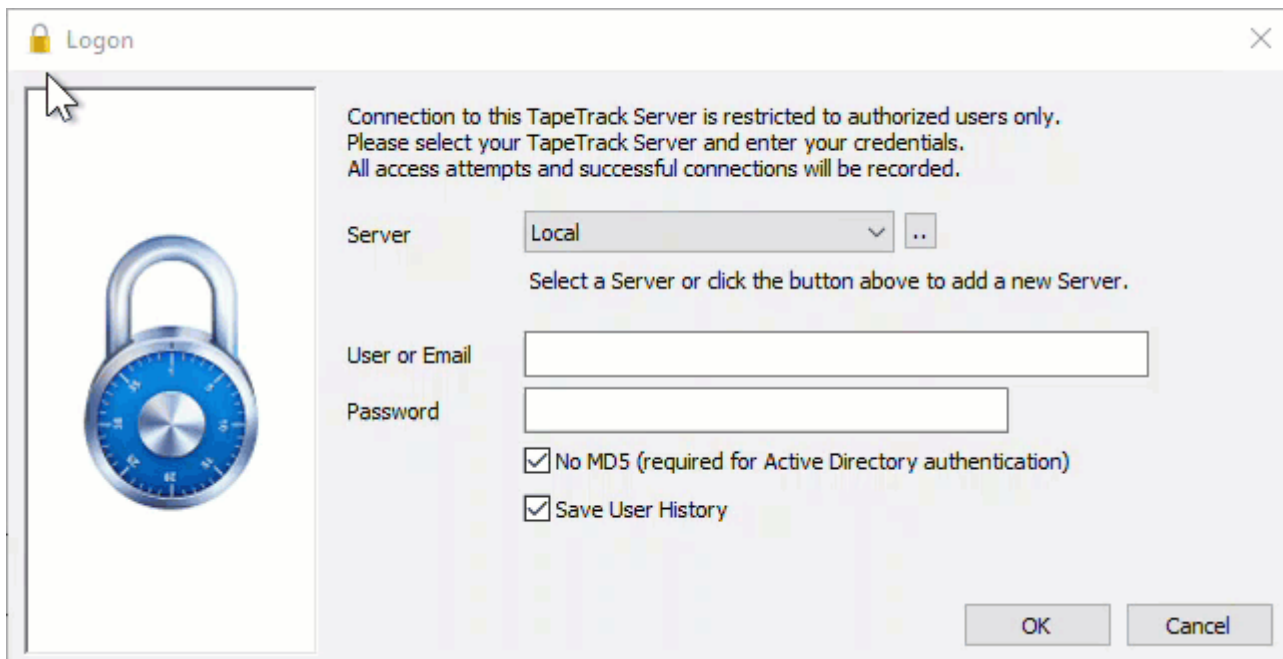 Logon
Connection to this TapeTrack Server is restricted to authorized users only.
Please select your TapeTrack Server and enter your credentials.
All access attempts and successful connections will be recorded.
Server
Local
..
Select a Server or click the button above to add a new Server.
User or Email
Password
No MD5 (required for Active Directory authentication)
Save User History
OK
Cancel